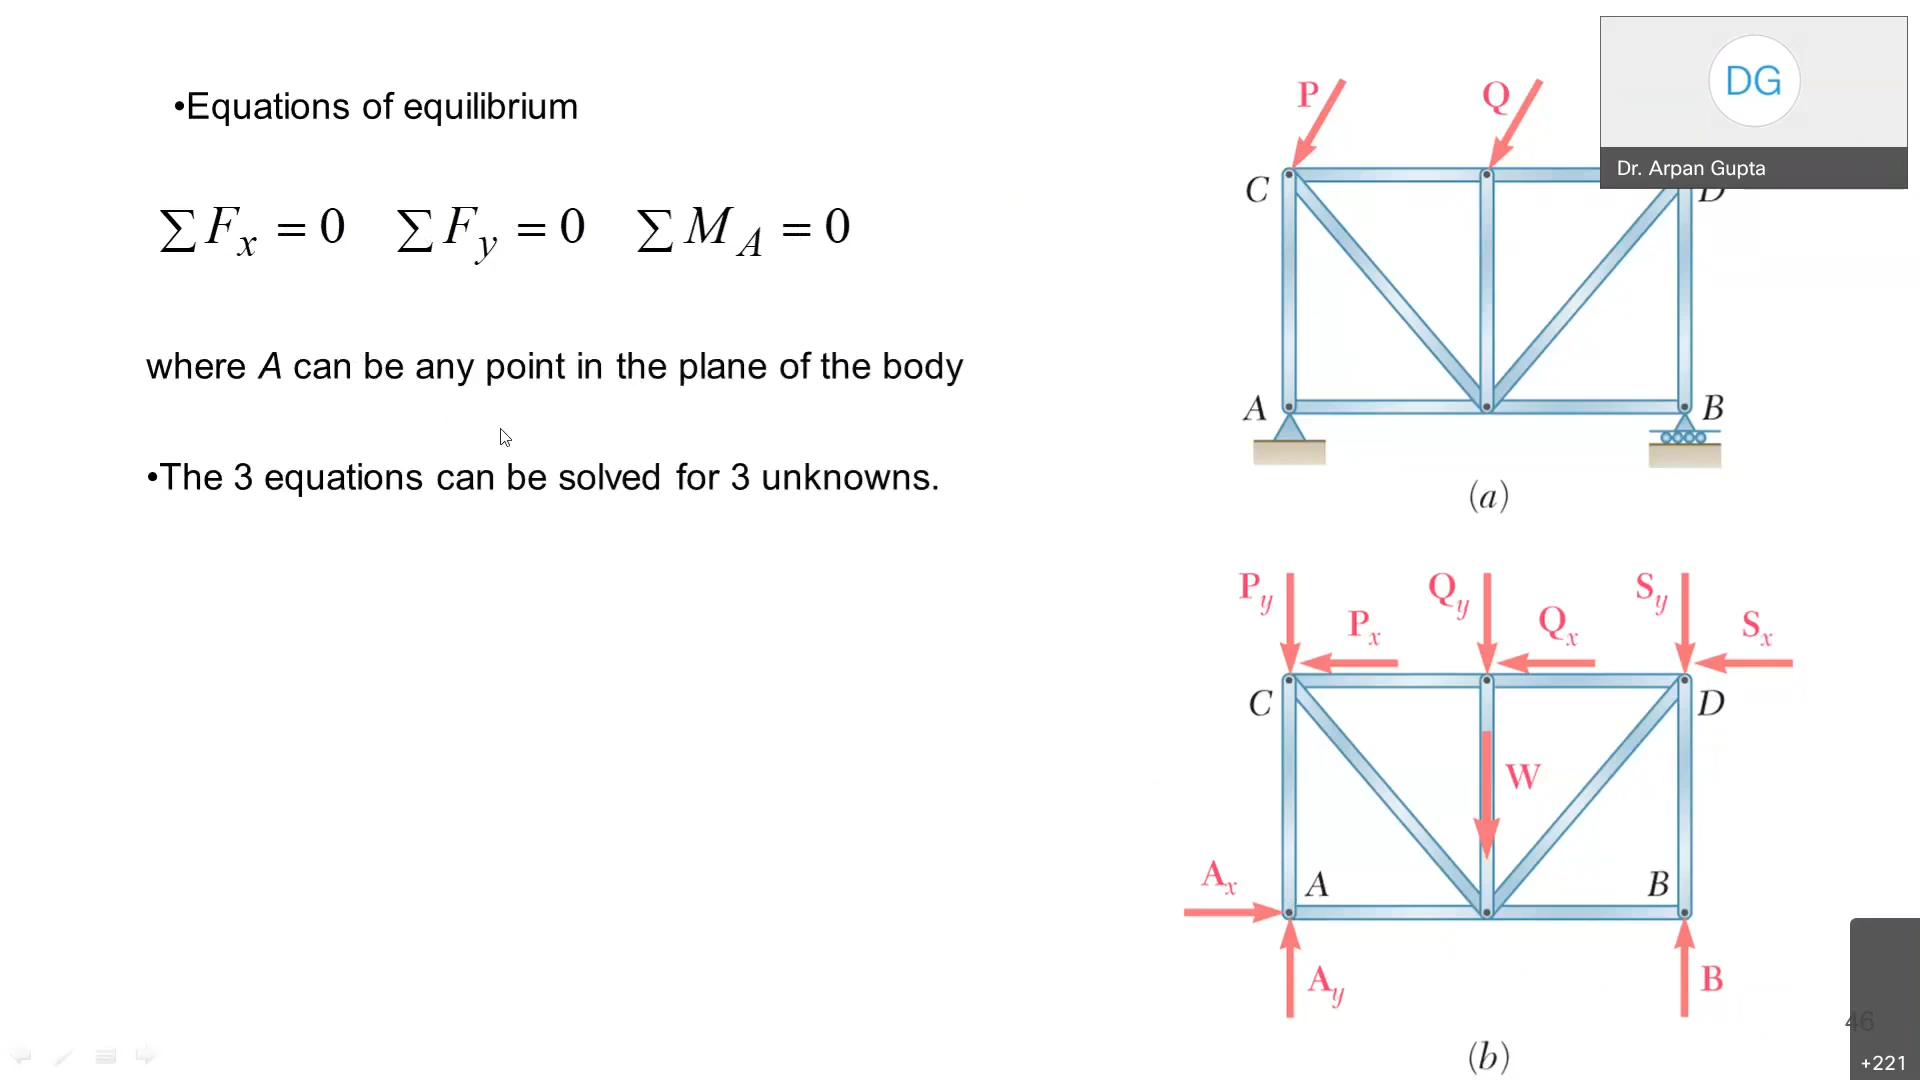 •Equations of equilibrium
∑Fx = 0 ∑Fy = 0 ∑MA = 0
where A can be any point in the plane of the body
•The 3 equations can be solved for 3 unknowns.
P Q
C D
A B
(a)
Py Qy Sy
Px Qx Sx
C D
W
Ax A B
Ay B
(b)
DG
Dr. Arpan Gupta
46
+221